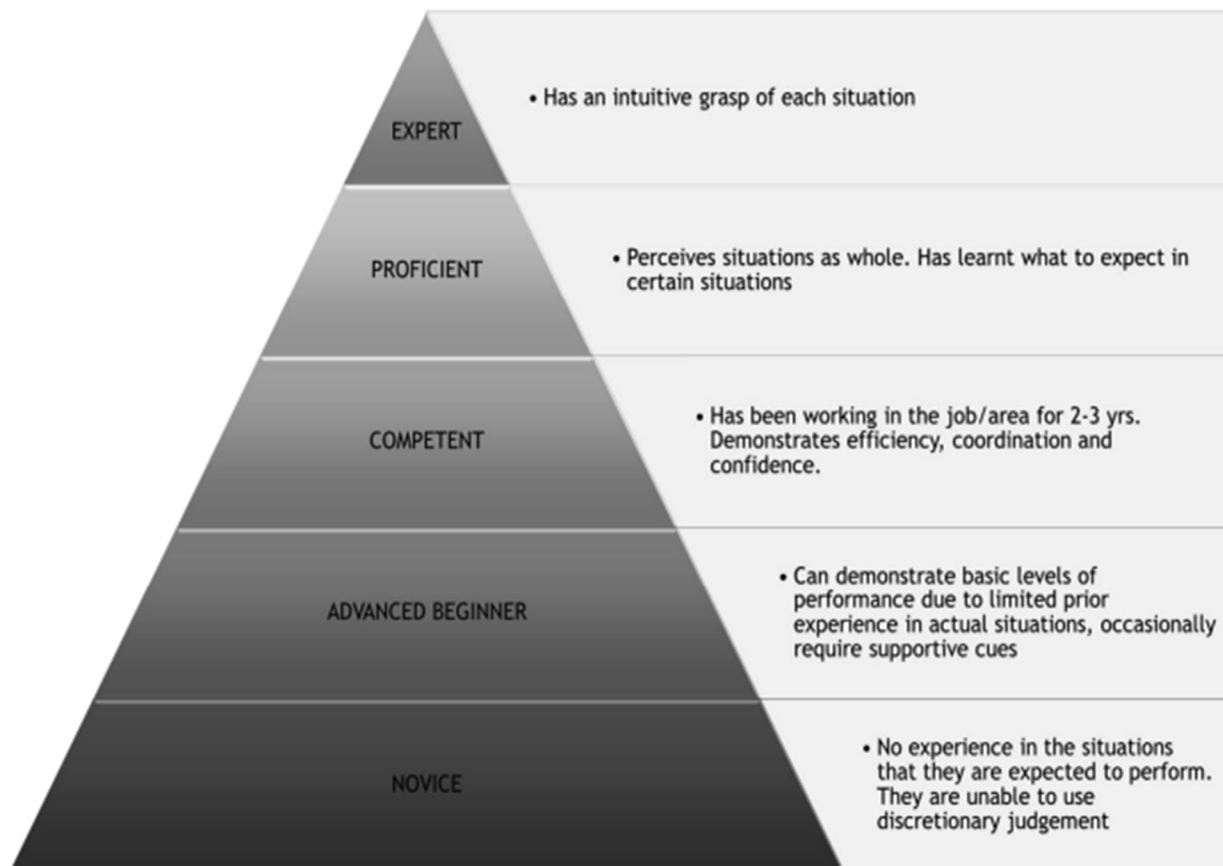 EXPERT
• Has an intuitive grasp of each situation
PROFICIENT
• Perceives situations as whole. Has learnt what to expect in
certain situations
COMPETENT
• Has been working in the job/area for 2-3 yrs.
Demonstrates efficiency, coordination and
confidence.
ADVANCED BEGINNER
• Can demonstrate basic levels of
performance due to limited prior
experience in actual situations, occasionally
require supportive cues
NOVICE
• No experience in the situations
that they are expected to perform.
They are unable to use
discretionary judgement